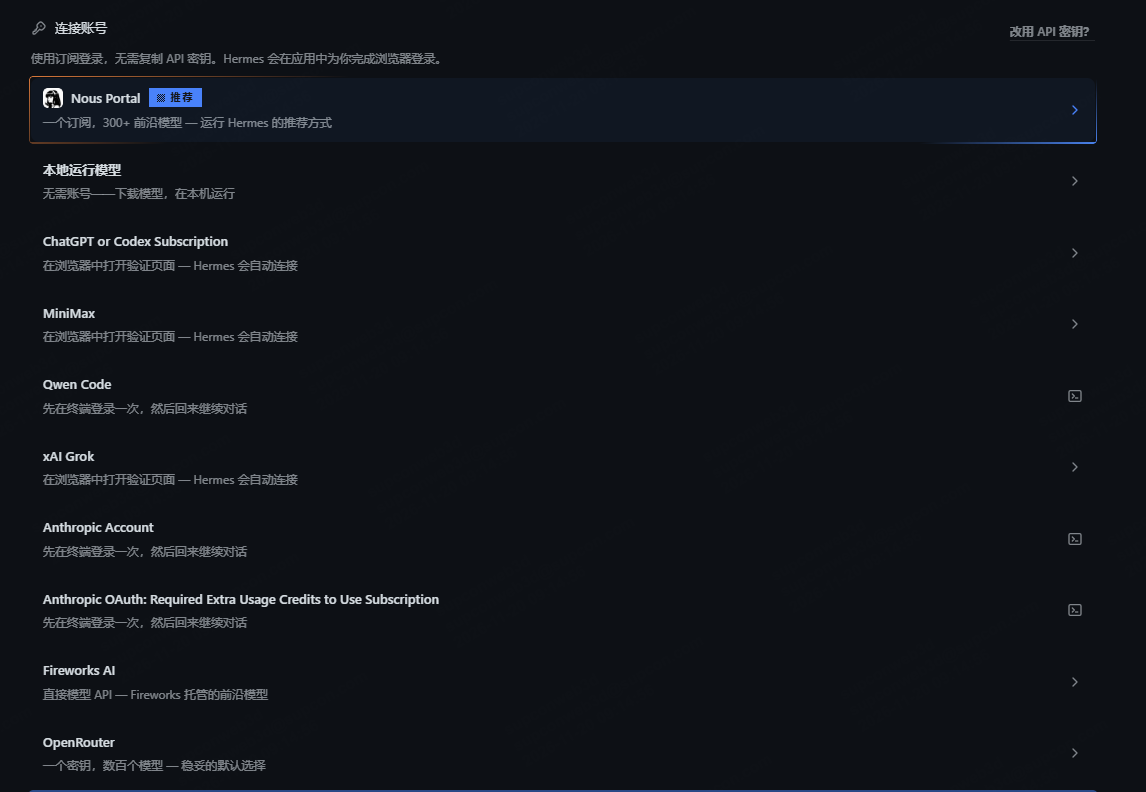 连接账号
改用 API 密钥?
使用订阅登录，无需复制 API 密钥。Hermes 会在应用中为你完成浏览器登录。
Nous Portal 推荐
一个订阅，300+ 前沿模型 — 运行 Hermes 的推荐方式
本地运行模型
无需账号——下载模型，在本机运行
ChatGPT or Codex Subscription
在浏览器中打开验证页面 — Hermes 会自动连接
MiniMax
在浏览器中打开验证页面 — Hermes 会自动连接
Qwen Code
先在终端登录一次，然后回来继续对话
xAI Grok
在浏览器中打开验证页面 — Hermes 会自动连接
Anthropic Account
先在终端登录一次，然后回来继续对话
Anthropic OAuth: Required Extra Usage Credits to Use Subscription
先在终端登录一次，然后回来继续对话
Fireworks AI
直接模型 API — Fireworks 托管的前沿模型
OpenRouter
一个密钥，数百个模型 — 稳妥的默认选择